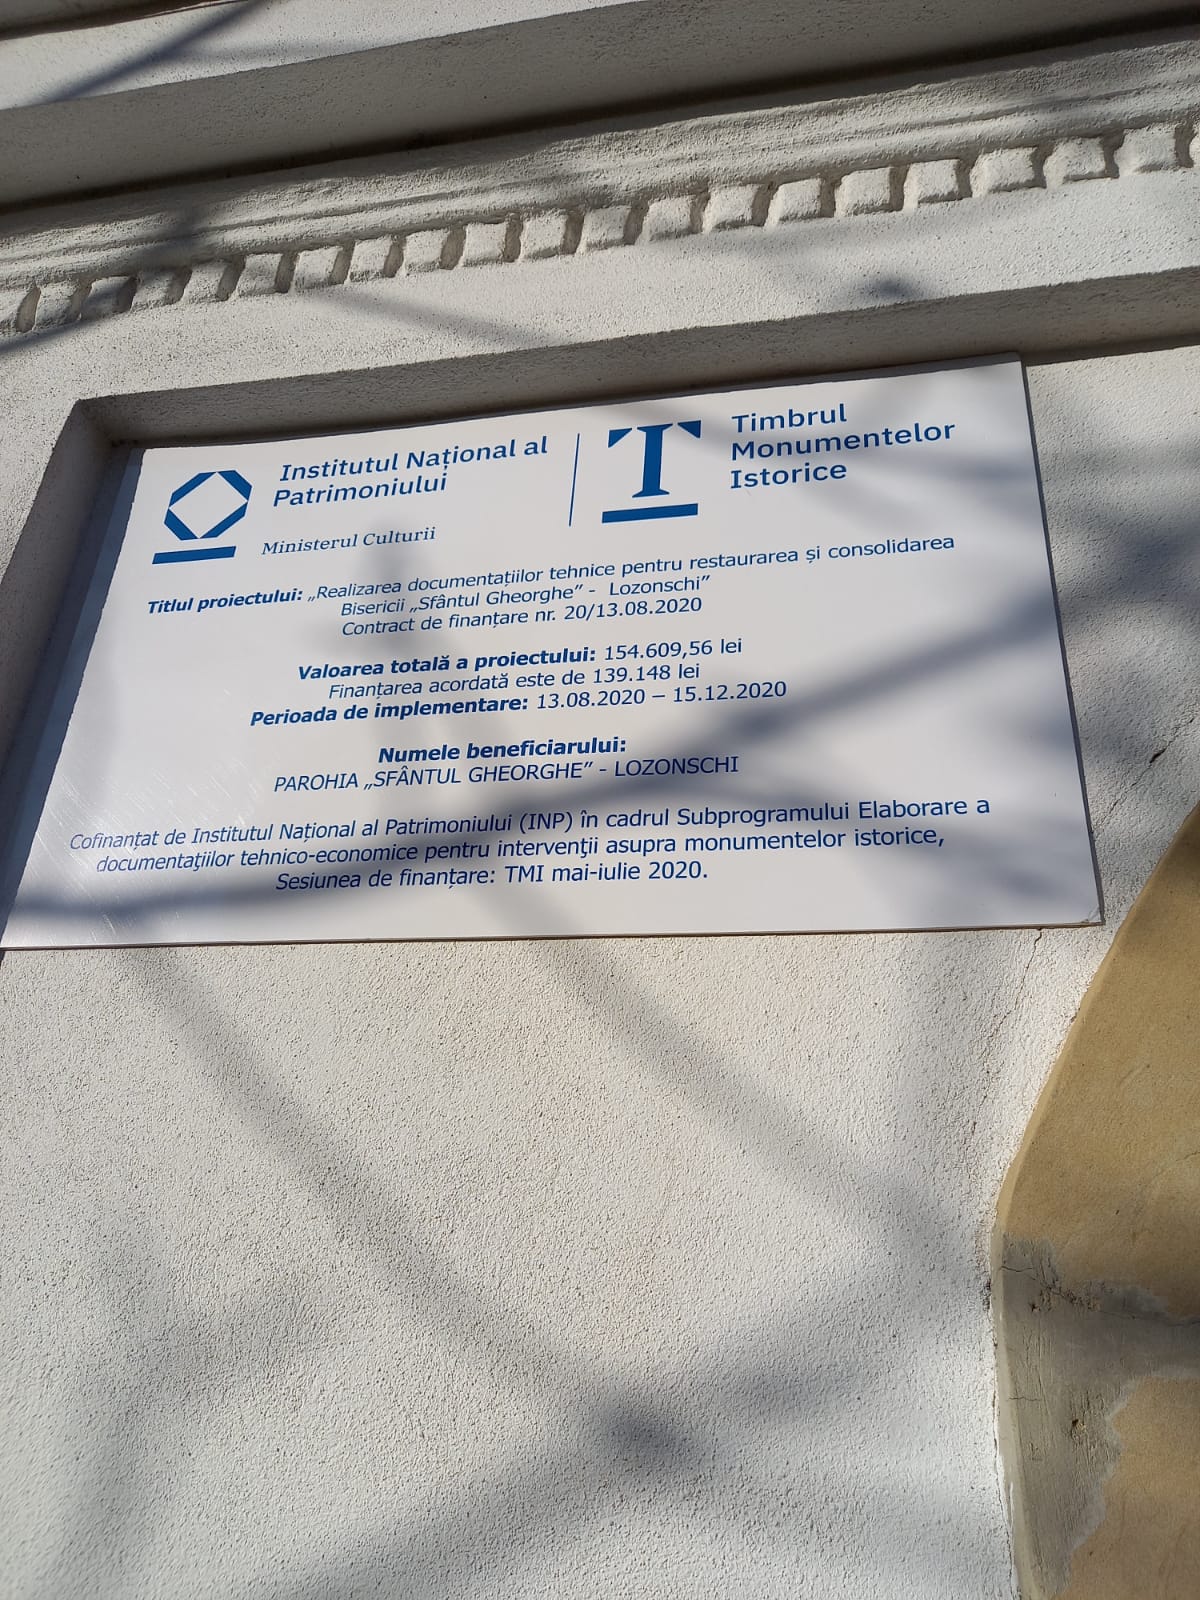 Institutul Național al
Patrimoniului
Ministerul Culturii
Timbrul
Monumentelor
Istorice
Titlul proiectului: „Realizarea documentațiilor tehnice pentru restaurarea și consolidarea
Bisericii „Sfântul Gheorghe” - Lozonschi”
Contract de finanțare nr. 20/13.08.2020
Valoarea totală a proiectului: 154.609,56 lei
Finanțarea acordată este de 139.148 lei
Perioada de implementare: 13.08.2020 – 15.12.2020
Numele beneficiarului:
PAROHIA „SFÂNTUL GHEORGHE” - LOZONSCHI
Cofinanțat de Institutul Național al Patrimoniului (INP) în cadrul Subprogramului Elaborare a
documentaţiilor tehnico-economice pentru intervenţii asupra monumentelor istorice,
Sesiunea de finanțare: TMI mai-iulie 2020.